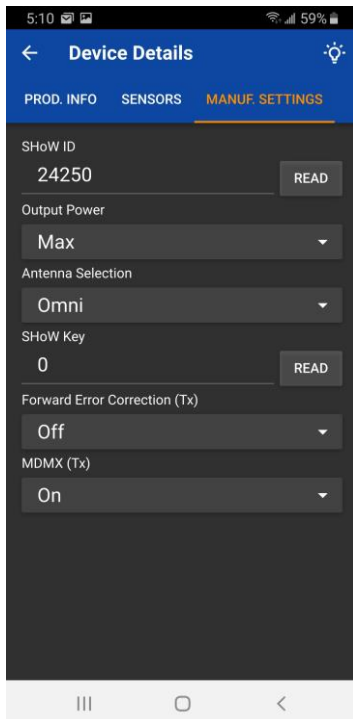 5:10 59%
Device Details
PROD. INFO SENSORS MANUF. SETTINGS
SHoW ID
24250 READ
Output Power
Max
Antenna Selection
Omni
SHoW Key
0 READ
Forward Error Correction (Tx)
Off
MDMX (Tx)
On